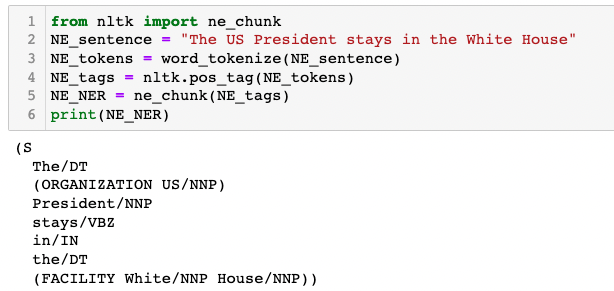 1 from nltk import ne_chunk
2 NE_sentence = "The US President stays in the White House"
3 NE_tokens = word_tokenize(NE_sentence)
4 NE_tags = nltk.pos_tag(NE_tokens)
5 NE_NER = ne_chunk(NE_tags)
6 print(NE_NER)
(S
  The/DT
  (ORGANIZATION US/NNP)
  President/NNP
  stays/VBZ
  in/IN
  the/DT
  (FACILITY White/NNP House/NNP))